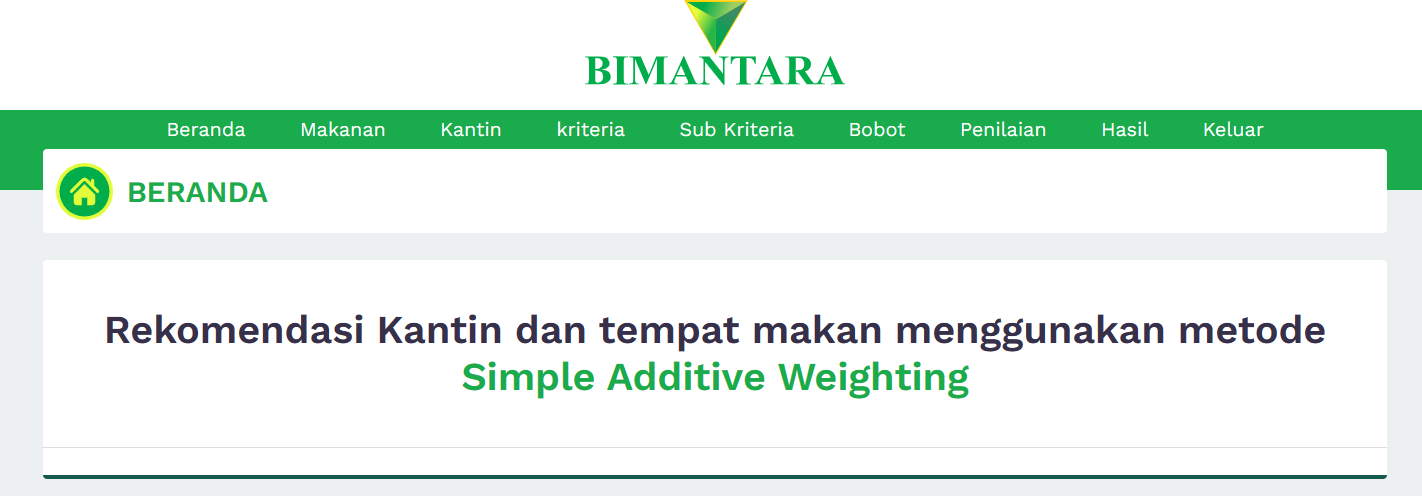 BIMANTARA
Beranda Makanan Kantin kriteria Sub Kriteria Bobot Penilaian Hasil Keluar
BERANDA
Rekomendasi Kantin dan tempat makan menggunakan metode
Simple Additive Weighting